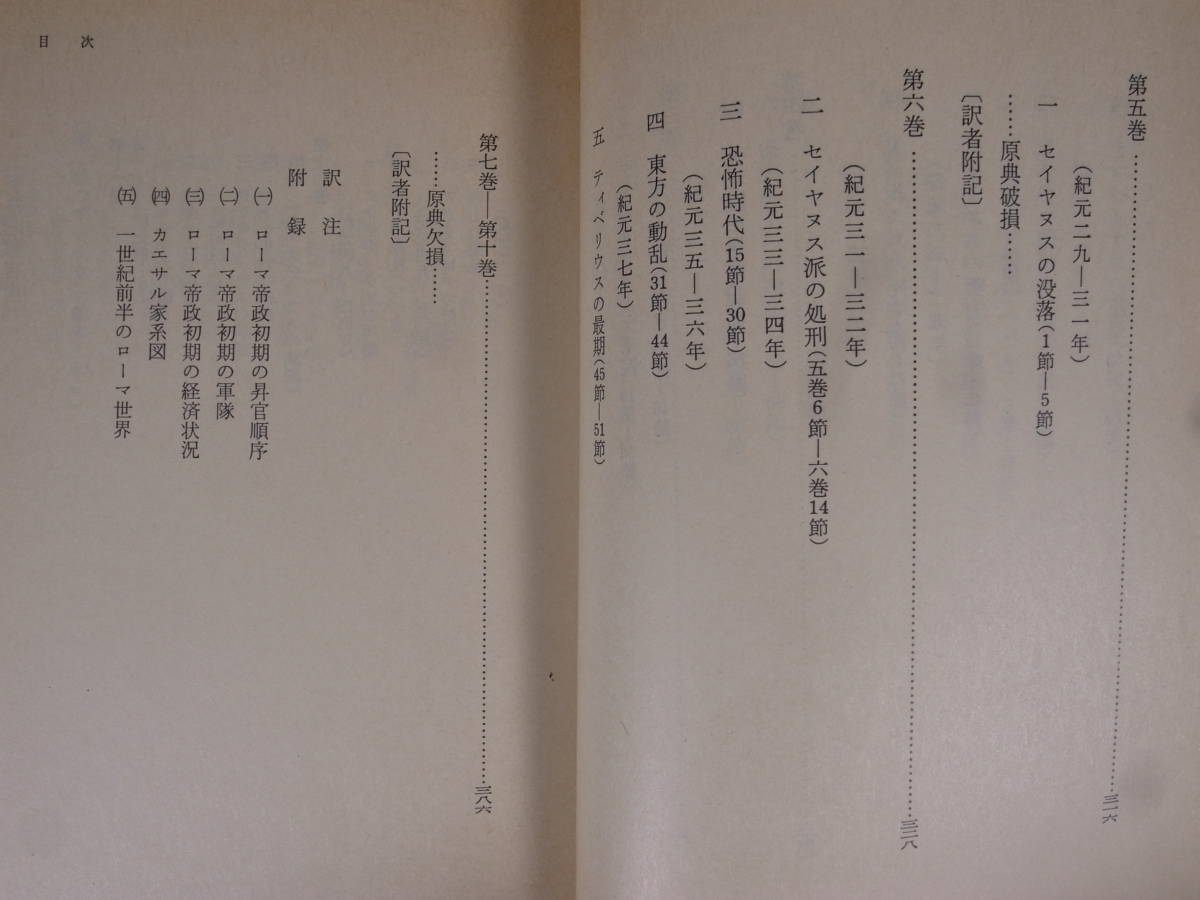 第五巻……………………………………三一六
(紀元二九—三一年)
一 セイヤヌスの没落(1節—5節)
……原典破損……
〔訳者附記〕
第六巻……………………………………三二八
(紀元三一—三二年)
二 セイヤヌス派の処刑(五巻6節—六巻14節)
(紀元三三—三四年)
三 恐怖時代(15節—30節)
(紀元三五—三六年)
四 東方の動乱(31節—44節)
(紀元三七年)
五 ティベリウスの最期(45節—51節)
第七巻—第十巻……………………………………三八六
……原典欠損……
〔訳者附記〕
訳注
附録
㈠ ローマ帝政初期の昇官順序
㈡ ローマ帝政初期の軍隊
㈢ ローマ帝政初期の経済状況
㈣ カエサル家系図
㈤ 一世紀前半のローマ世界
目次